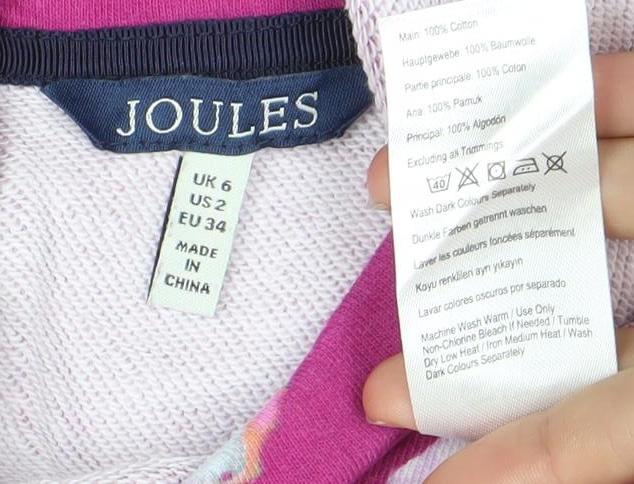 JOULES
UK 6
US 2
EU 34
MADE
IN
CHINA
Main: 100% Cotton
Hauptgewebe: 100% Baumwolle
Partie principale: 100% Coton
Ana: 100% Pamuk
Principal: 100% Algodón
Excluding all Trimmings
40
Wash Dark Colours Separately
Dunkle Farben getrennt waschen
Laver les couleurs foncées séparément
Koyu renklilen ayrı yıkayın
Lavar colores oscuros por separado
Machine Wash Warm / Use Only
Non-Chlorine Bleach If Needed / Tumble
Dry Low Heat / Iron Medium Heat / Wash
Dark Colours Separately